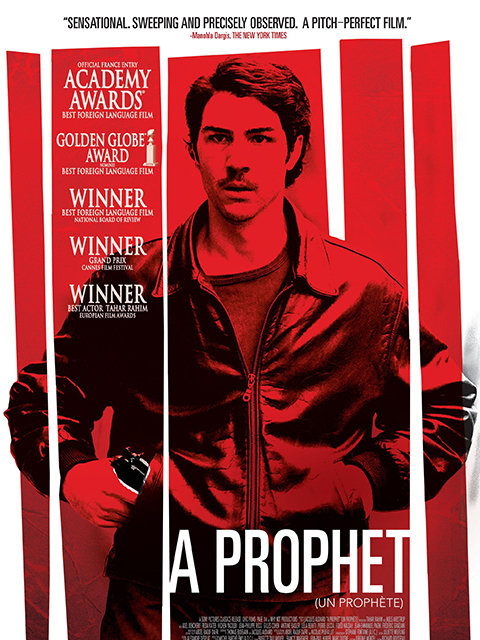 "SENSATIONAL. SWEEPING AND PRECISELY OBSERVED. A PITCH-PERFECT FILM."
-Manohla Dargis, THE NEW YORK TIMES
OFFICIAL FRANCE ENTRY
ACADEMY
AWARDS®
BEST FOREIGN LANGUAGE FILM
GOLDEN GLOBE
AWARD
NOMINEE
BEST FOREIGN LANGUAGE FILM
WINNER
BEST FOREIGN LANGUAGE FILM
NATIONAL BOARD OF REVIEW
WINNER
GRAND PRIX
CANNES FILM FESTIVAL
WINNER
BEST ACTOR TAHAR RAHIM
EUROPEAN FILM AWARDS
A PROPHET
(UN PROPHÈTE)